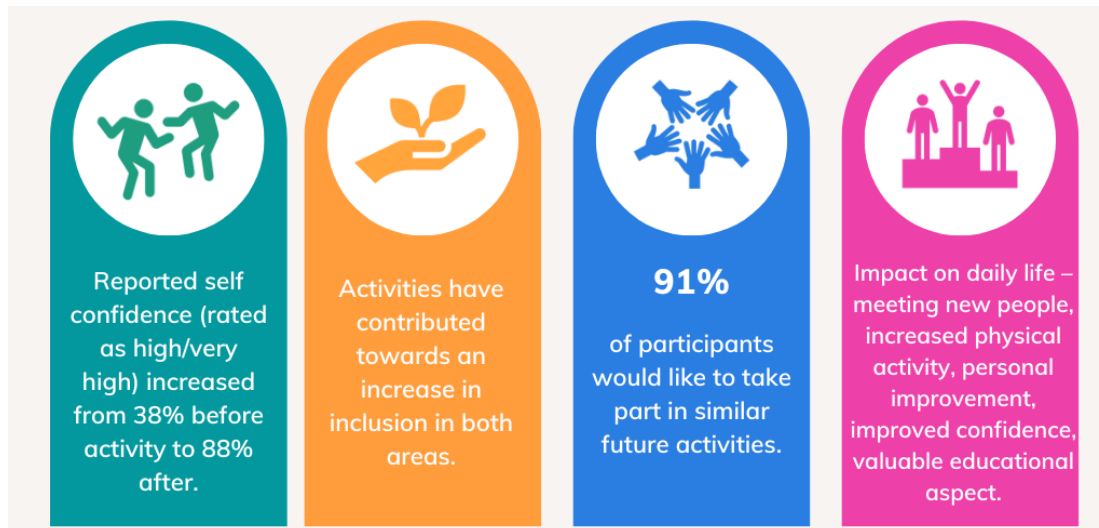 Reported self
confidence (rated
as high/very
high) increased
from 38% before
activity to 88%
after.
Activities have
contributed
towards an
increase in
inclusion in both
areas.
91%
of participants
would like to take
part in similar
future activities.
Impact on daily life –
meeting new people,
increased physical
activity, personal
improvement,
improved confidence,
valuable educational
aspect.